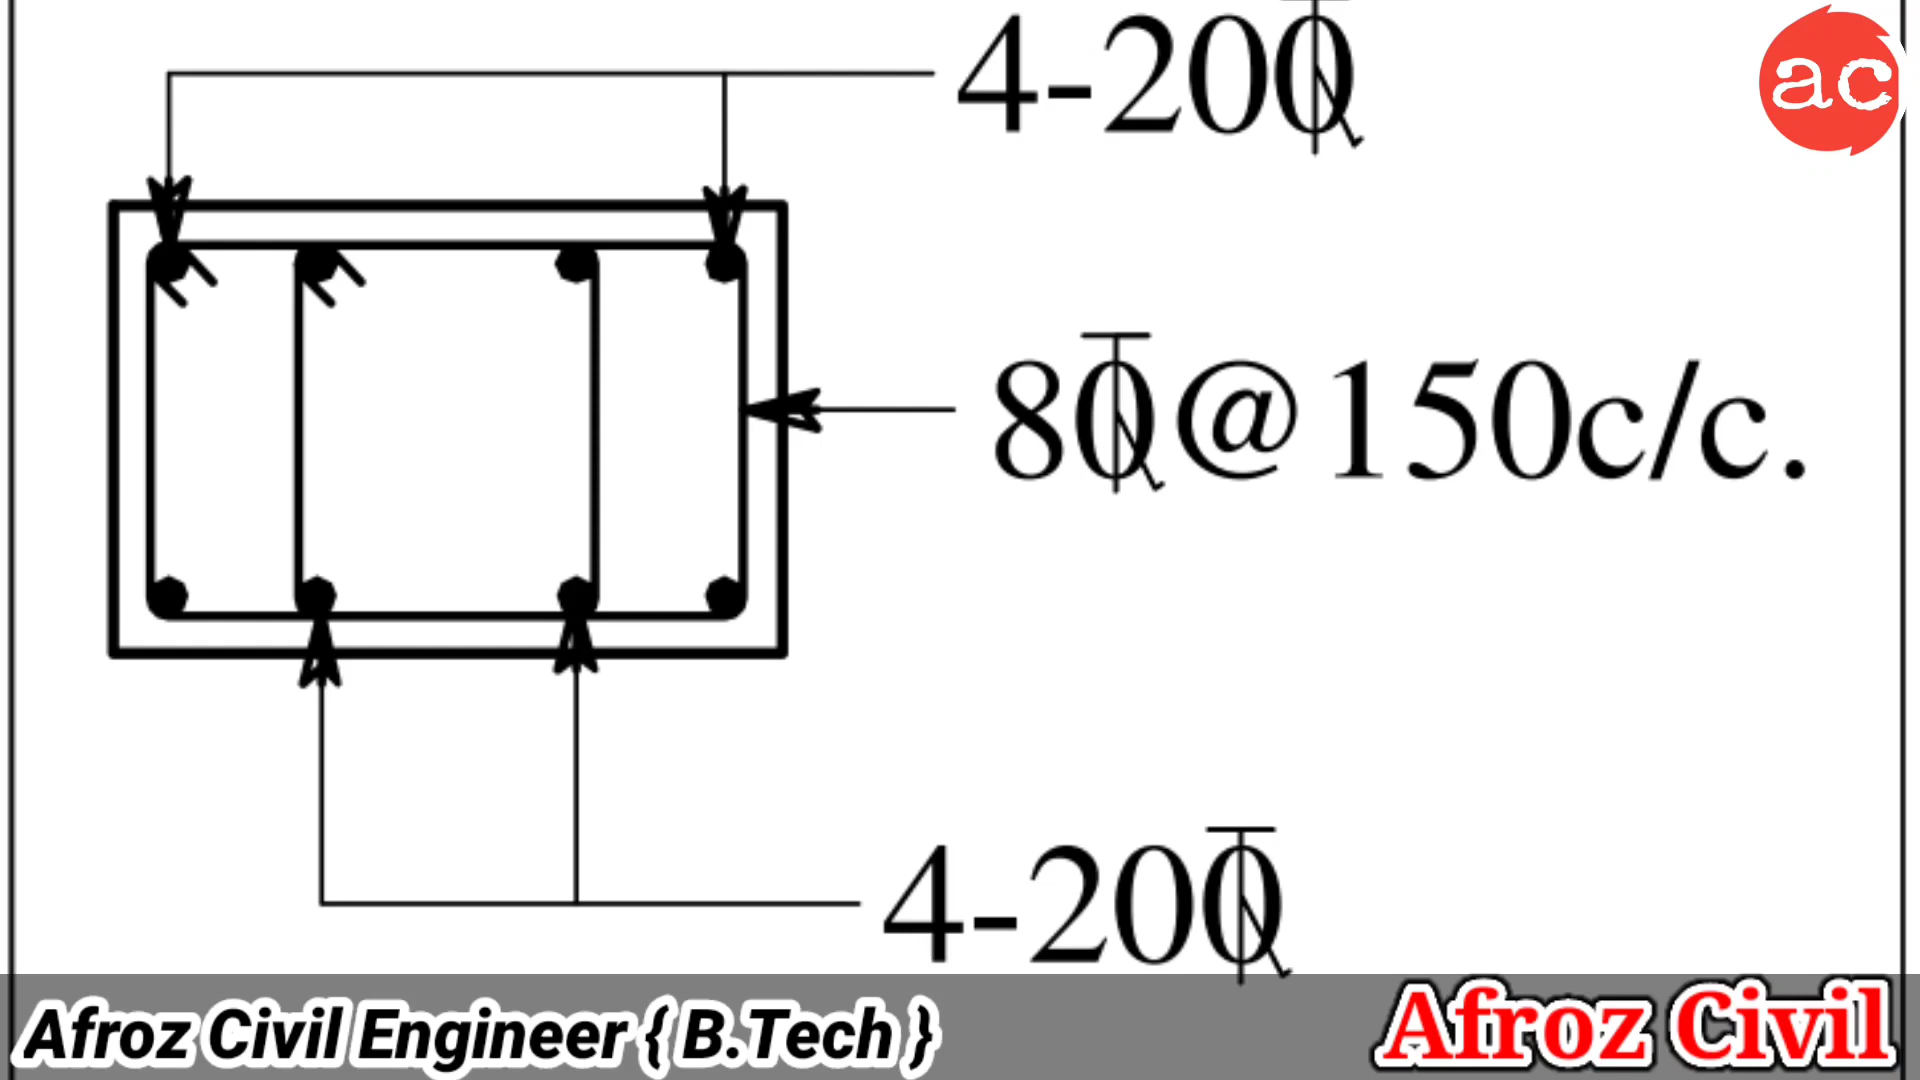 4-20Φ
ac
8Φ@150c/c.
4-20Φ
Afroz Civil Engineer { B.Tech }
Afroz Civil